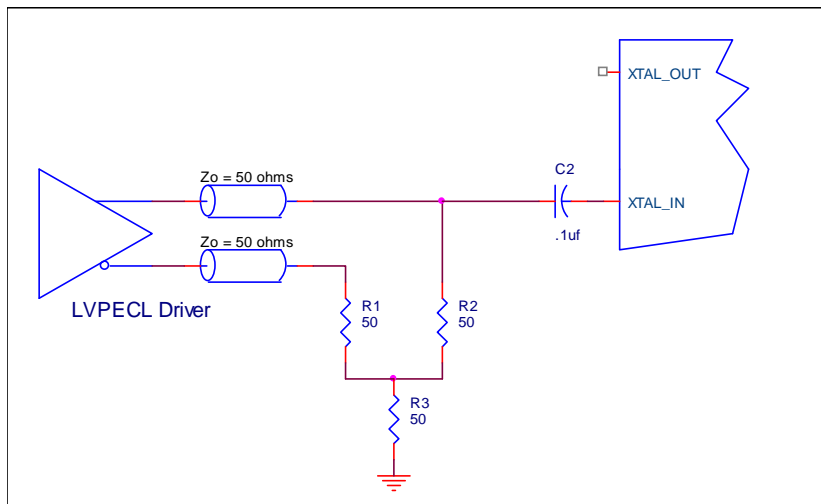 XTAL_OUT
Zo = 50 ohms
C2
XTAL_IN
.1uf
Zo = 50 ohms
LVPECL Driver
R1
50
R2
50
R3
50